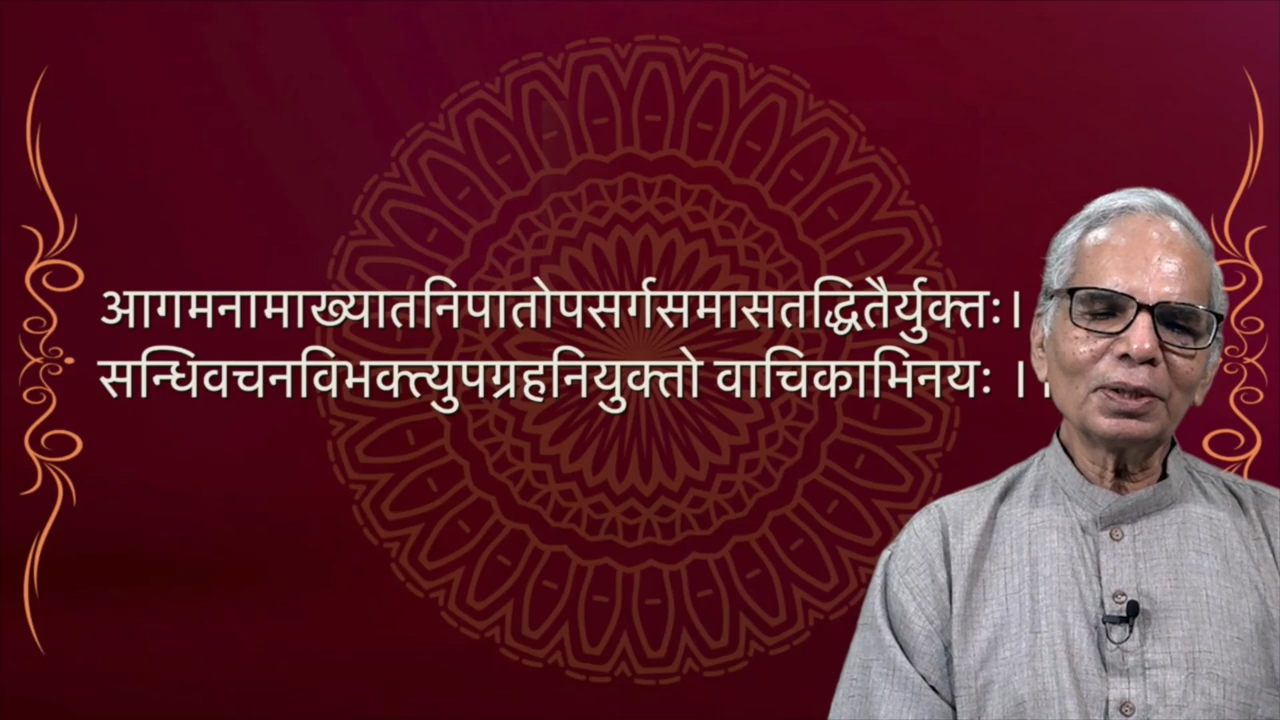 आगमनामाख्यातनिपातोपसर्गसमासतद्धितैर्युक्तः।
सन्धिवचनविभक्त्युपग्रहनियुक्तो वाचिकाभिनयः ।।